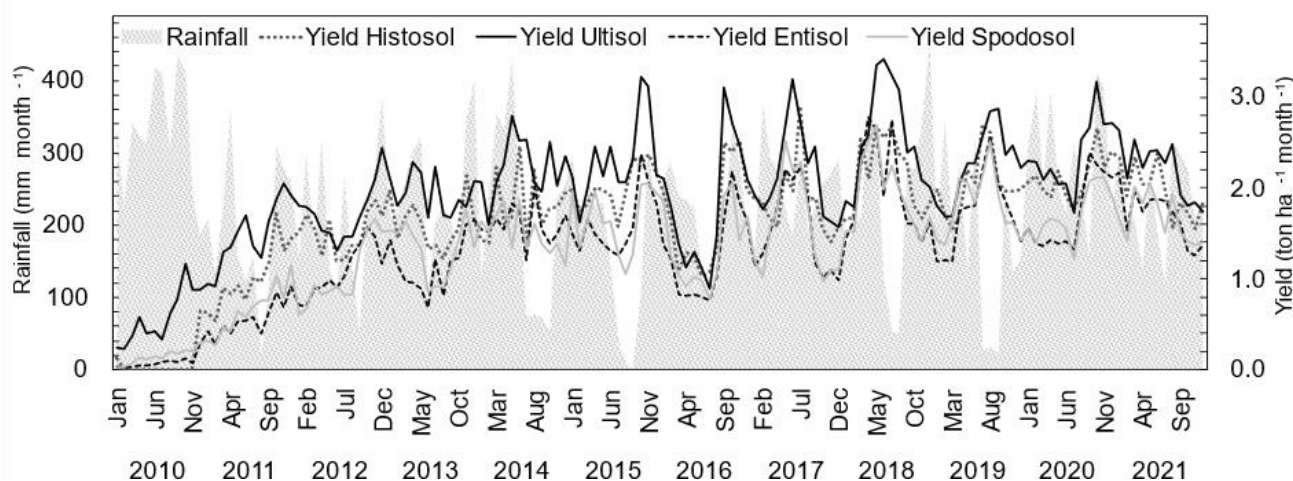 Rainfall Yield Histosol Yield Ultisol Yield Entisol Yield Spodosol
Rainfall (mm month -1)
400
300
200
100
0
3.0
2.0
1.0
0.0
Yield (ton ha -1 month -1)
Jan Jun Nov Apr Sep Feb Jul Dec May Oct Mar Aug Jan Jun Nov Apr Sep Feb Jul Dec May Oct Mar Aug Jan Jun Nov Apr Sep
2010 2011 2012 2013 2014 2015 2016 2017 2018 2019 2020 2021